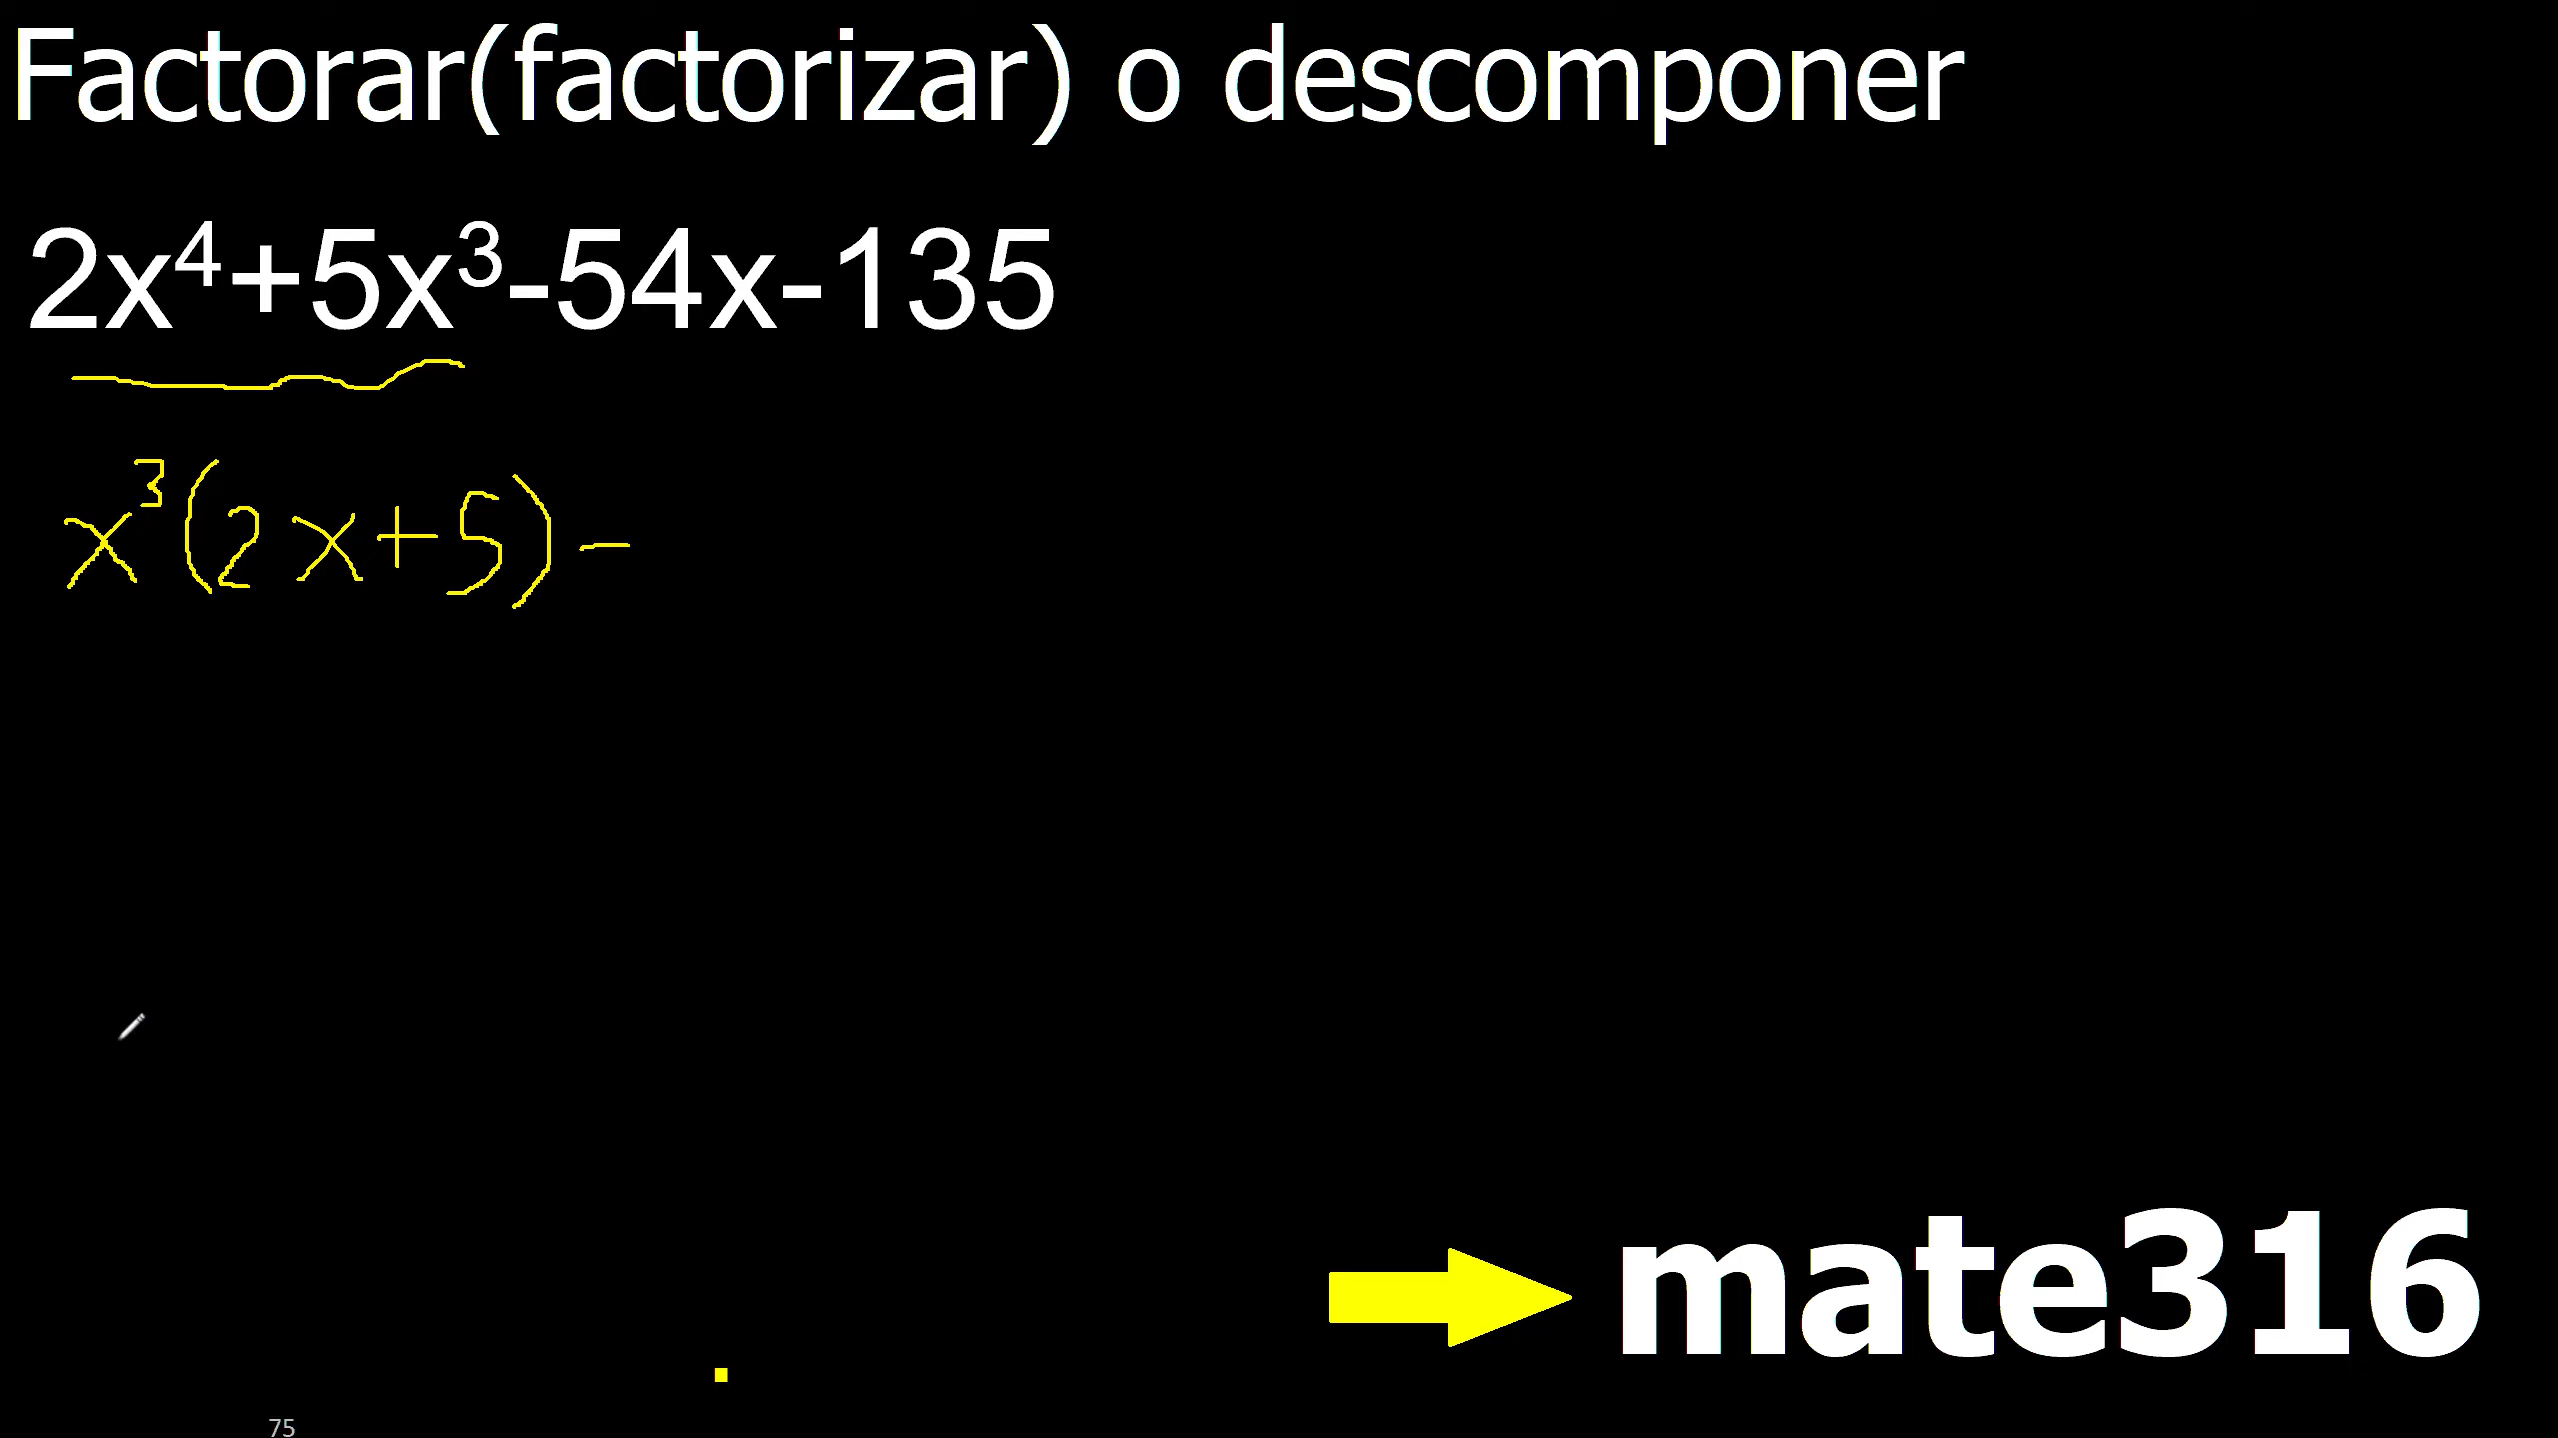 Factorar(factorizar) o descomponer
2x⁴+5x³-54x-135
x³(2x+5)-
mate316
75